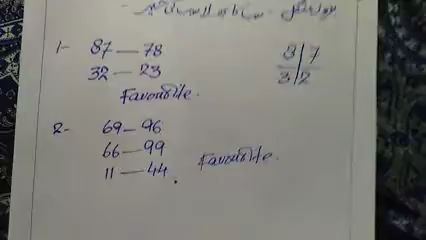 1- 87 — 78 8 | 7
32 — 23 3 | 2
Favourite.
2- 69 — 96
66 — 99
11 — 44. Favourite.